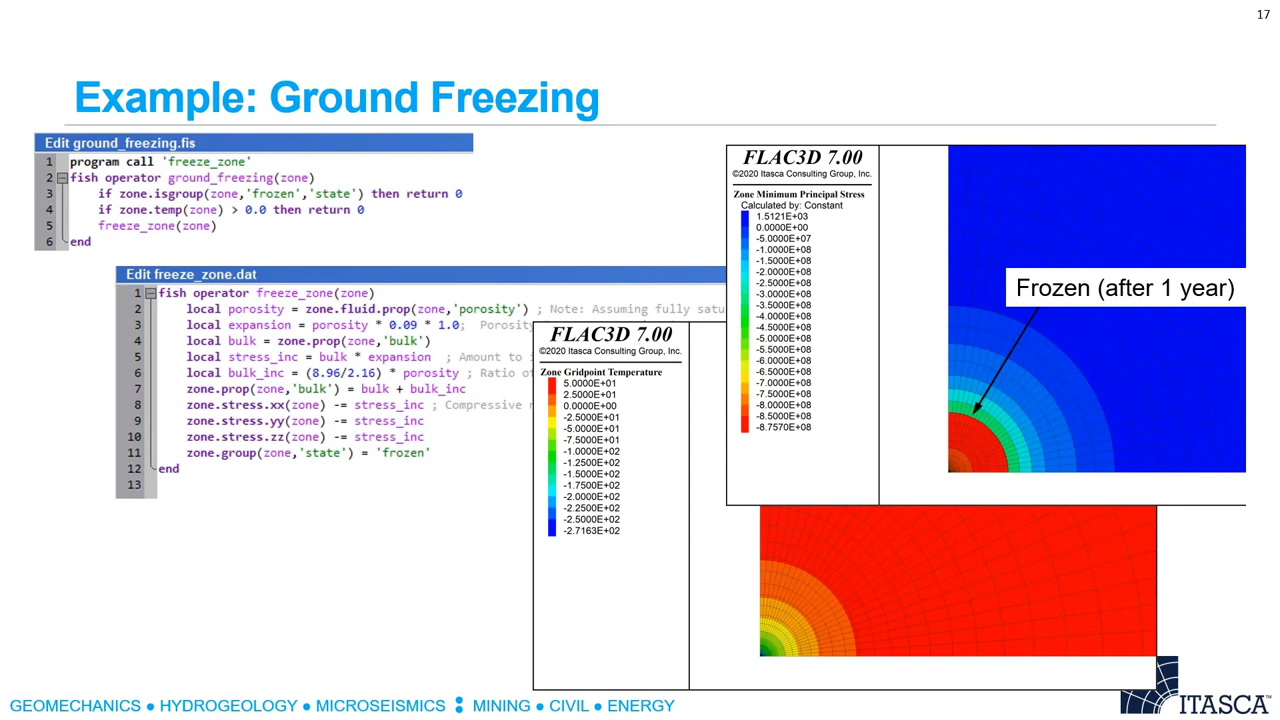 17
Example: Ground Freezing
Edit ground_freezing.fis
1 program call 'freeze_zone'
2 fish operator ground_freezing(zone)
3 if zone.isgroup(zone,'frozen','state') then return 0
4 if zone.temp(zone) > 0.0 then return 0
5 freeze_zone(zone)
6 end
Edit freeze_zone.dat
1 fish operator freeze_zone(zone)
2 local porosity = zone.fluid.prop(zone,'porosity') ; Note: Assuming fully satu
3 local expansion = porosity * 0.09 * 1.0; Porosity
4 local bulk = zone.prop(zone,'bulk')
5 local stress_inc = bulk * expansion ; Amount to
6 local bulk_inc = (8.96/2.16) * porosity ; Ratio of
7 zone.prop(zone,'bulk') = bulk + bulk_inc
8 zone.stress.xx(zone) -= stress_inc ; Compressive
9 zone.stress.yy(zone) -= stress_inc
10 zone.stress.zz(zone) -= stress_inc
11 zone.group(zone,'state') = 'frozen'
12 end
13
FLAC3D 7.00
©2020 Itasca Consulting Group, Inc.
Zone Gridpoint Temperature
5.0000E+01
2.5000E+01
0.0000E+00
-2.5000E+01
-5.0000E+01
-7.5000E+01
-1.0000E+02
-1.2500E+02
-1.5000E+02
-1.7500E+02
-2.0000E+02
-2.2500E+02
-2.5000E+02
-2.7163E+02
FLAC3D 7.00
©2020 Itasca Consulting Group, Inc.
Zone Minimum Principal Stress
Calculated by: Constant
1.5121E+03
0.0000E+00
-5.0000E+07
-1.0000E+08
-1.5000E+08
-2.0000E+08
-2.5000E+08
-3.0000E+08
-3.5000E+08
-4.0000E+08
-4.5000E+08
-5.0000E+08
-5.5000E+08
-6.0000E+08
-6.5000E+08
-7.0000E+08
-7.5000E+08
-8.0000E+08
-8.5000E+08
-8.7570E+08
Frozen (after 1 year)
GEOMECHANICS ● HYDROGEOLOGY ● MICROSEISMICS : MINING ● CIVIL ● ENERGY
ITASCA™